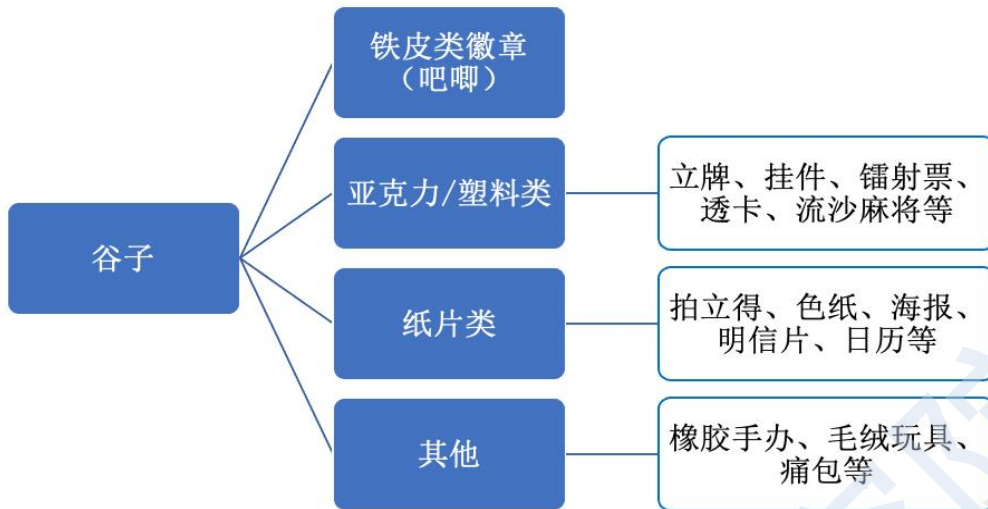 铁皮类徽章
（吧唧）
亚克力/塑料类
立牌、挂件、镭射票、
透卡、流沙麻将等
谷子
纸片类
拍立得、色纸、海报、
明信片、日历等
其他
橡胶手办、毛绒玩具、
痛包等